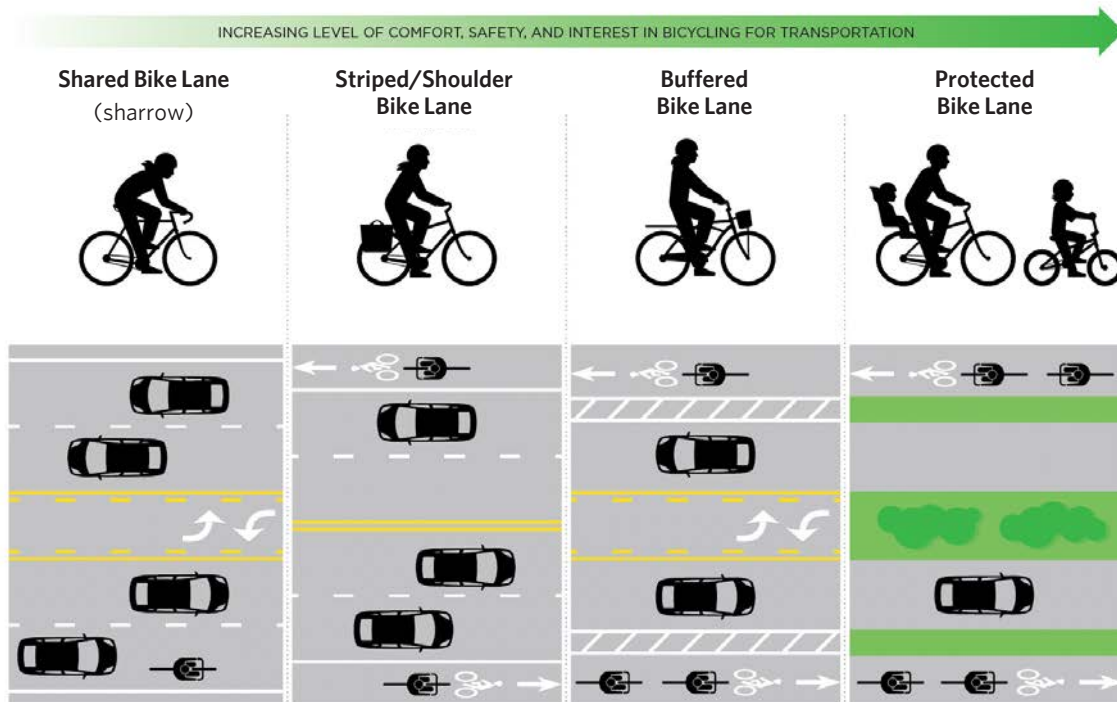 INCREASING LEVEL OF COMFORT, SAFETY, AND INTEREST IN BICYCLING FOR TRANSPORTATION
Shared Bike Lane
(sharrow)
Striped/Shoulder
Bike Lane
Buffered
Bike Lane
Protected
Bike Lane